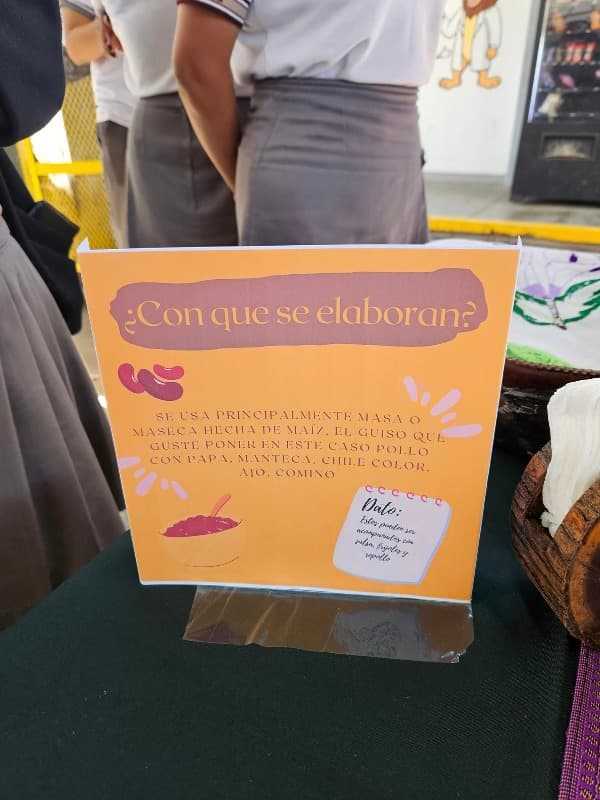 ¿Con que se elaboran?
SE USA PRINCIPALMENTE MASA O
MASECA HECHA DE MAÍZ, EL GUISO QUE
GUSTE PONER EN ESTE CASO POLLO
CON PAPA, MANTECA, CHILE COLOR,
AJO, COMINO
Dato:
Estos pueden ser
acompañados con
salsa, frijoles y
repollo